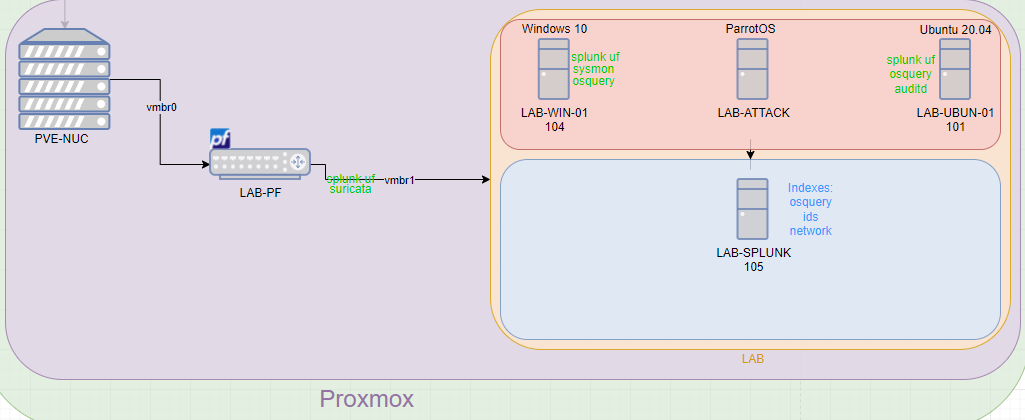 Windows 10
ParrotOS
Ubuntu 20.04
splunk uf
sysmon
osquery
splunk uf
osquery
auditd
LAB-WIN-01
104
LAB-ATTACK
LAB-UBUN-01
101
vmbr0
PVE-NUC
pf
LAB-PF
splunk uf
suricata
vmbr1
Indexes:
osquery
ids
network
LAB-SPLUNK
105
LAB
Proxmox